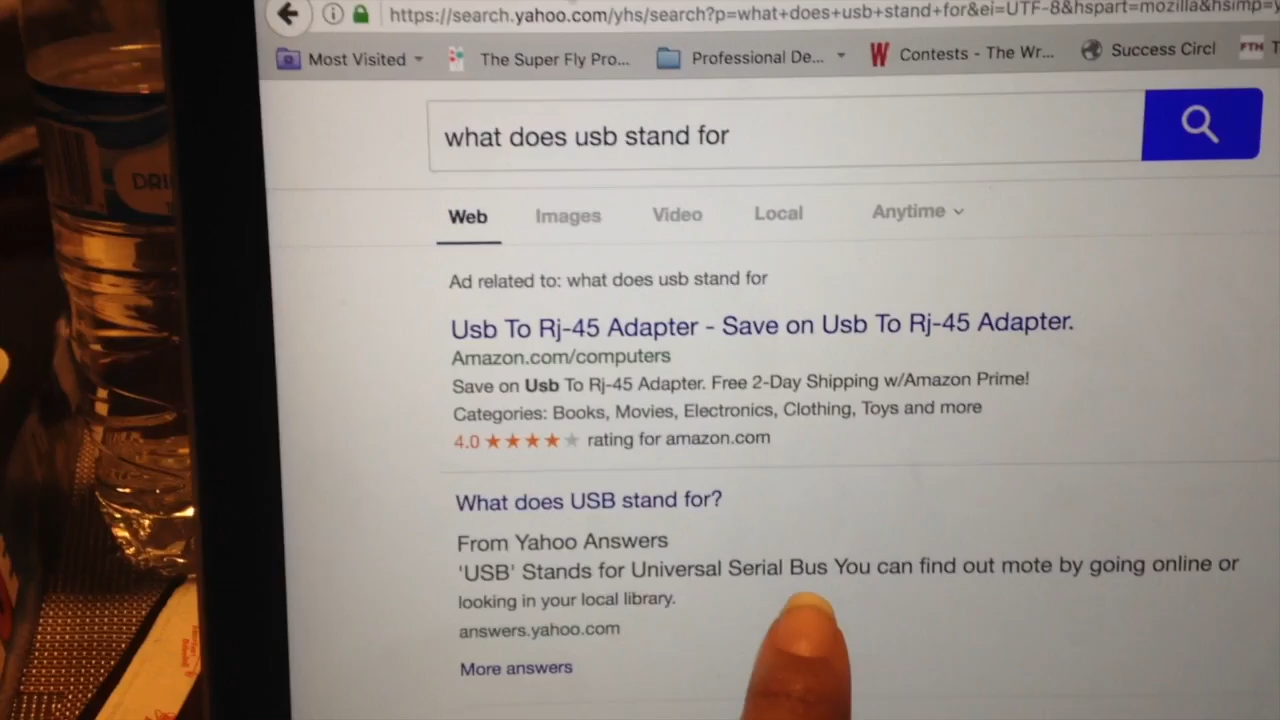 https://search.yahoo.com/yhs/search?p=what+does+usb+stand+for&ei=UTF-8&hspart=mozilla&hsimp=y
Most Visited
The Super Fly Pro...
Professional De...
Contests - The Wr...
Success Circl
FTH
what does usb stand for
Web Images Video Local Anytime
Ad related to: what does usb stand for
Usb To Rj-45 Adapter - Save on Usb To Rj-45 Adapter.
Amazon.com/computers
Save on Usb To Rj-45 Adapter. Free 2-Day Shipping w/Amazon Prime!
Categories: Books, Movies, Electronics, Clothing, Toys and more
4.0 ★★★★★ rating for amazon.com
What does USB stand for?
From Yahoo Answers
'USB' Stands for Universal Serial Bus You can find out mote by going online or
looking in your local library.
answers.yahoo.com
More answers
DRI